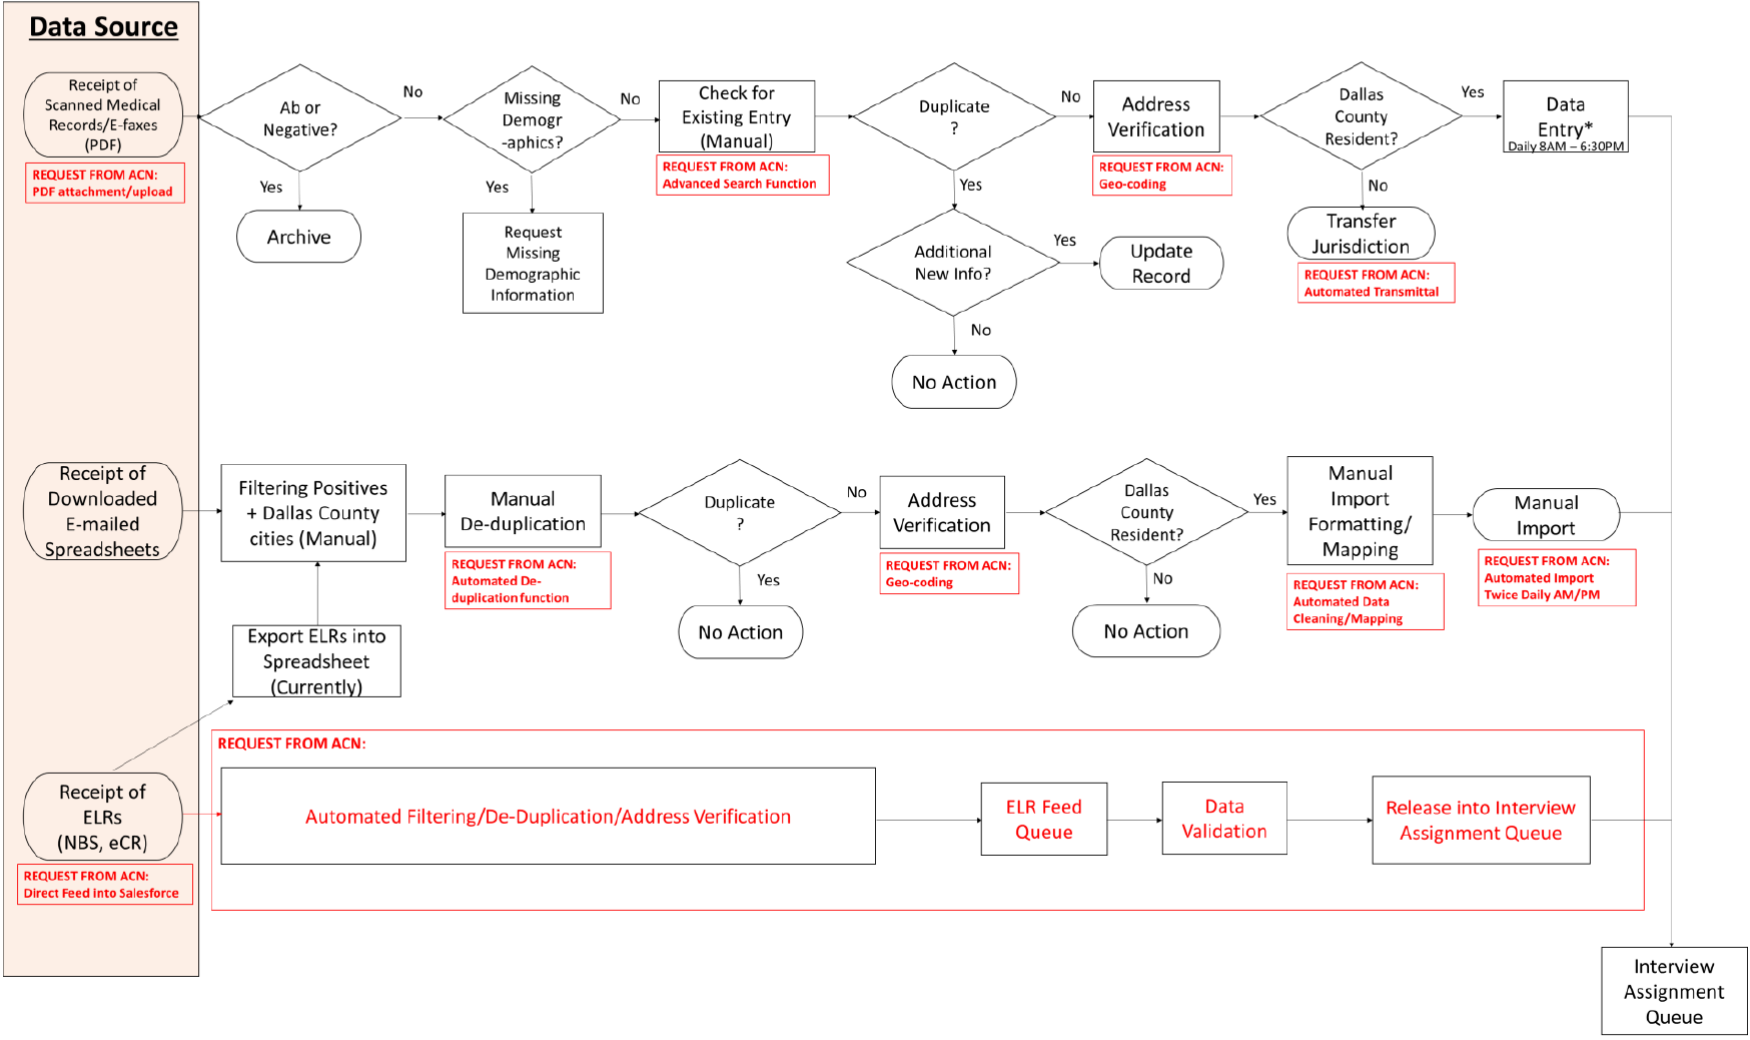 Data Source
Receipt of
Scanned Medical
Records/E-faxes
(PDF)
REQUEST FROM ACN:
PDF attachment/upload
Ab or
Negative?
No
Yes
Archive
Missing
Demogr
-aphics?
No
Yes
Request
Missing
Demographic
Information
Check for
Existing Entry
(Manual)
REQUEST FROM ACN:
Advanced Search Function
Duplicate
?
No
Yes
Additional
New Info?
Yes
Update
Record
No
No Action
Address
Verification
REQUEST FROM ACN:
Geo-coding
Dallas
County
Resident?
Yes
No
Transfer
Jurisdiction
REQUEST FROM ACN:
Automated Transmittal
Data
Entry*
Daily 8AM – 6:30PM
Receipt of
Downloaded
E-mailed
Spreadsheets
Filtering Positives
+ Dallas County
cities (Manual)
Manual
De-duplication
REQUEST FROM ACN:
Automated De-
duplication function
Duplicate
?
No
Yes
No Action
Address
Verification
REQUEST FROM ACN:
Geo-coding
Dallas
County
Resident?
Yes
No
No Action
Manual
Import
Formatting/
Mapping
REQUEST FROM ACN:
Automated Data
Cleaning/Mapping
Manual
Import
REQUEST FROM ACN:
Automated Import
Twice Daily AM/PM
Export ELRs into
Spreadsheet
(Currently)
Receipt of
ELRs
(NBS, eCR)
REQUEST FROM ACN:
Direct Feed into Salesforce
REQUEST FROM ACN:
Automated Filtering/De-Duplication/Address Verification
ELR Feed
Queue
Data
Validation
Release into Interview
Assignment Queue
Interview
Assignment
Queue